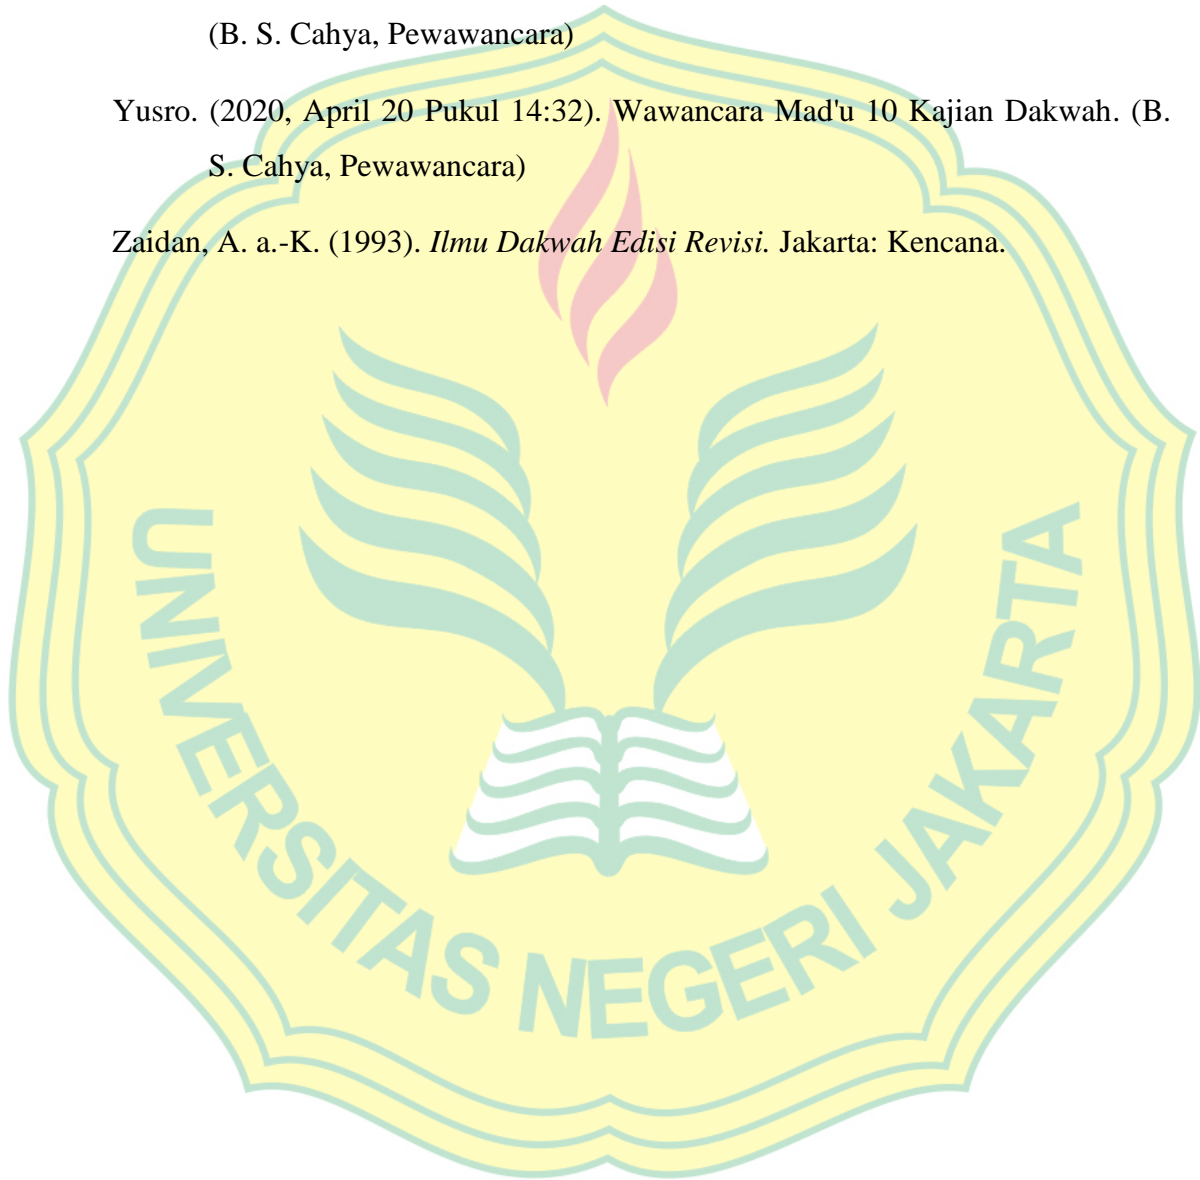 (B. S. Cahya, Pewawancara)
Yusro. (2020, April 20 Pukul 14:32). Wawancara Mad'u 10 Kajian Dakwah. (B.
S. Cahya, Pewawancara)
Zaidan, A. a.-K. (1993). Ilmu Dakwah Edisi Revisi. Jakarta: Kencana.
UNIVERSITAS NEGERI JAKARTA